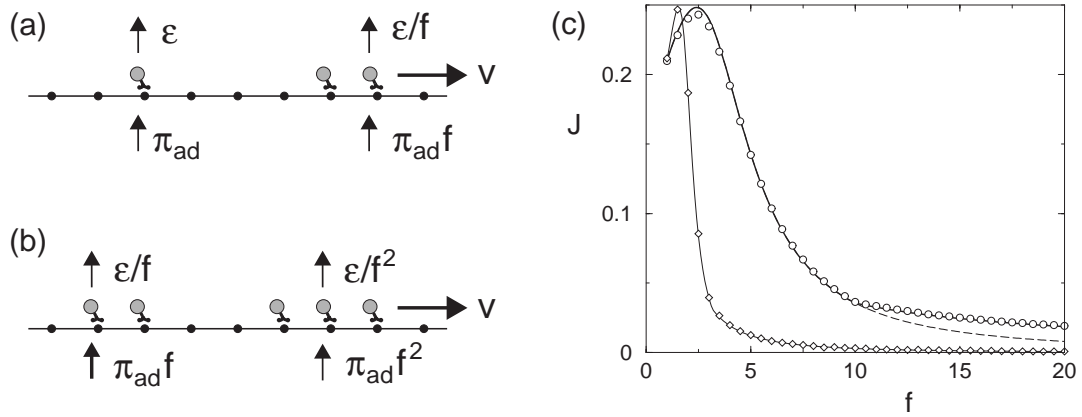 (a)
ε
ε/f
v
π_ad
π_ad f
(b)
ε/f
ε/f²
v
π_ad f
π_ad f²
(c)
J
0.2
0.1
0
0 5 10 15 20
f